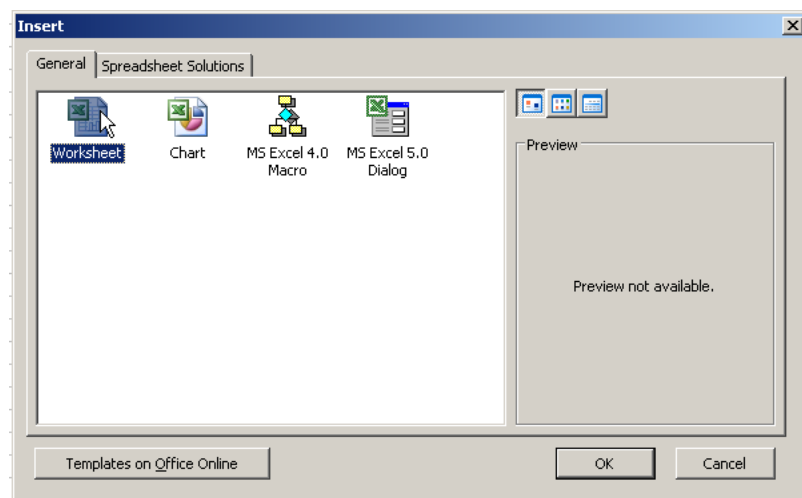 Insert
General Spreadsheet Solutions
Worksheet Chart MS Excel 4.0 MS Excel 5.0
Macro Dialog
Preview
Preview not available.
Templates on Office Online OK Cancel